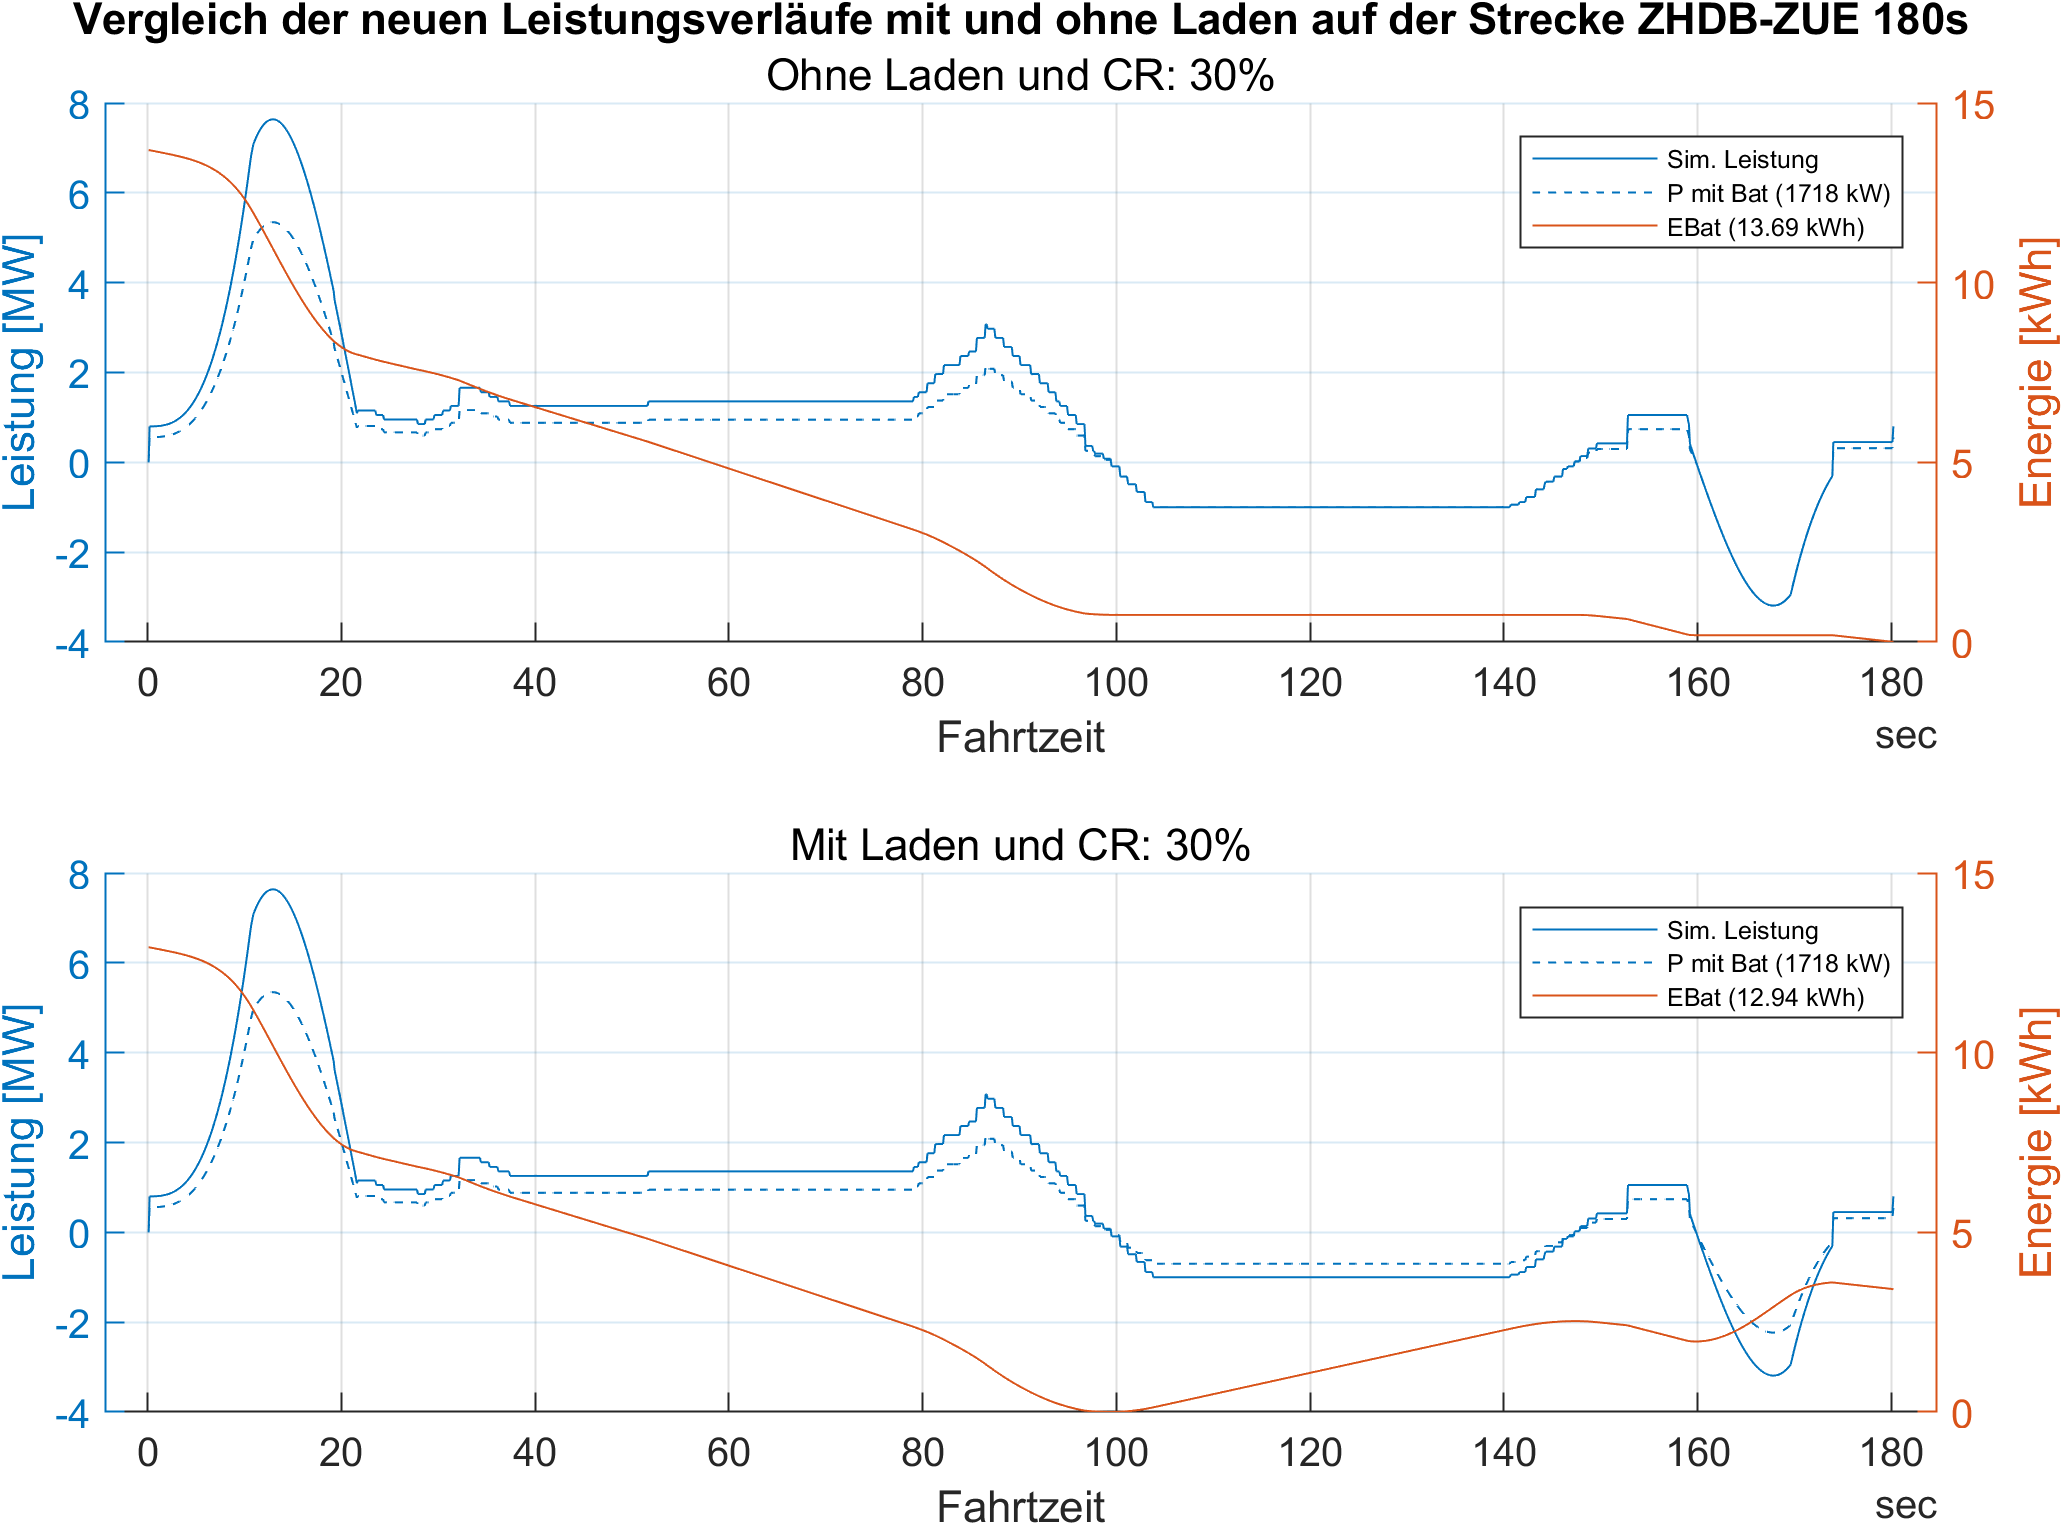 Vergleich der neuen Leistungsverläufe mit und ohne Laden auf der Strecke ZHDB-ZUE 180s
Ohne Laden und CR: 30%
8
6
4
2
0
-2
-4
Leistung [MW]
15
10
5
0
Energie [kWh]
Sim. Leistung
P mit Bat (1718 kW)
EBat (13.69 kWh)
0 20 40 60 80 100 120 140 160 180
Fahrtzeit
sec
Mit Laden und CR: 30%
8
6
4
2
0
-2
-4
Leistung [MW]
15
10
5
0
Energie [kWh]
Sim. Leistung
P mit Bat (1718 kW)
EBat (12.94 kWh)
0 20 40 60 80 100 120 140 160 180
Fahrtzeit
sec